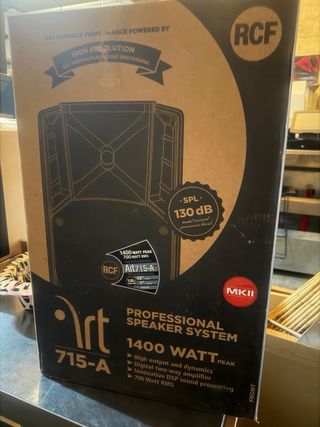 ART SUPERIOR PERFORMANCE POWERED BY
HIGH RESOLUTION
RCF
SPL
130 dB
1400 WATT PEAK
700 WATT RMS
RCF
Art 715-A
MKII
Art
715-A
PROFESSIONAL
SPEAKER SYSTEM
1400 WATT PEAK
High output and dynamics
Digital two-way amplifier
Innovative DSP sound processing
700 Watt RMS
FRONT